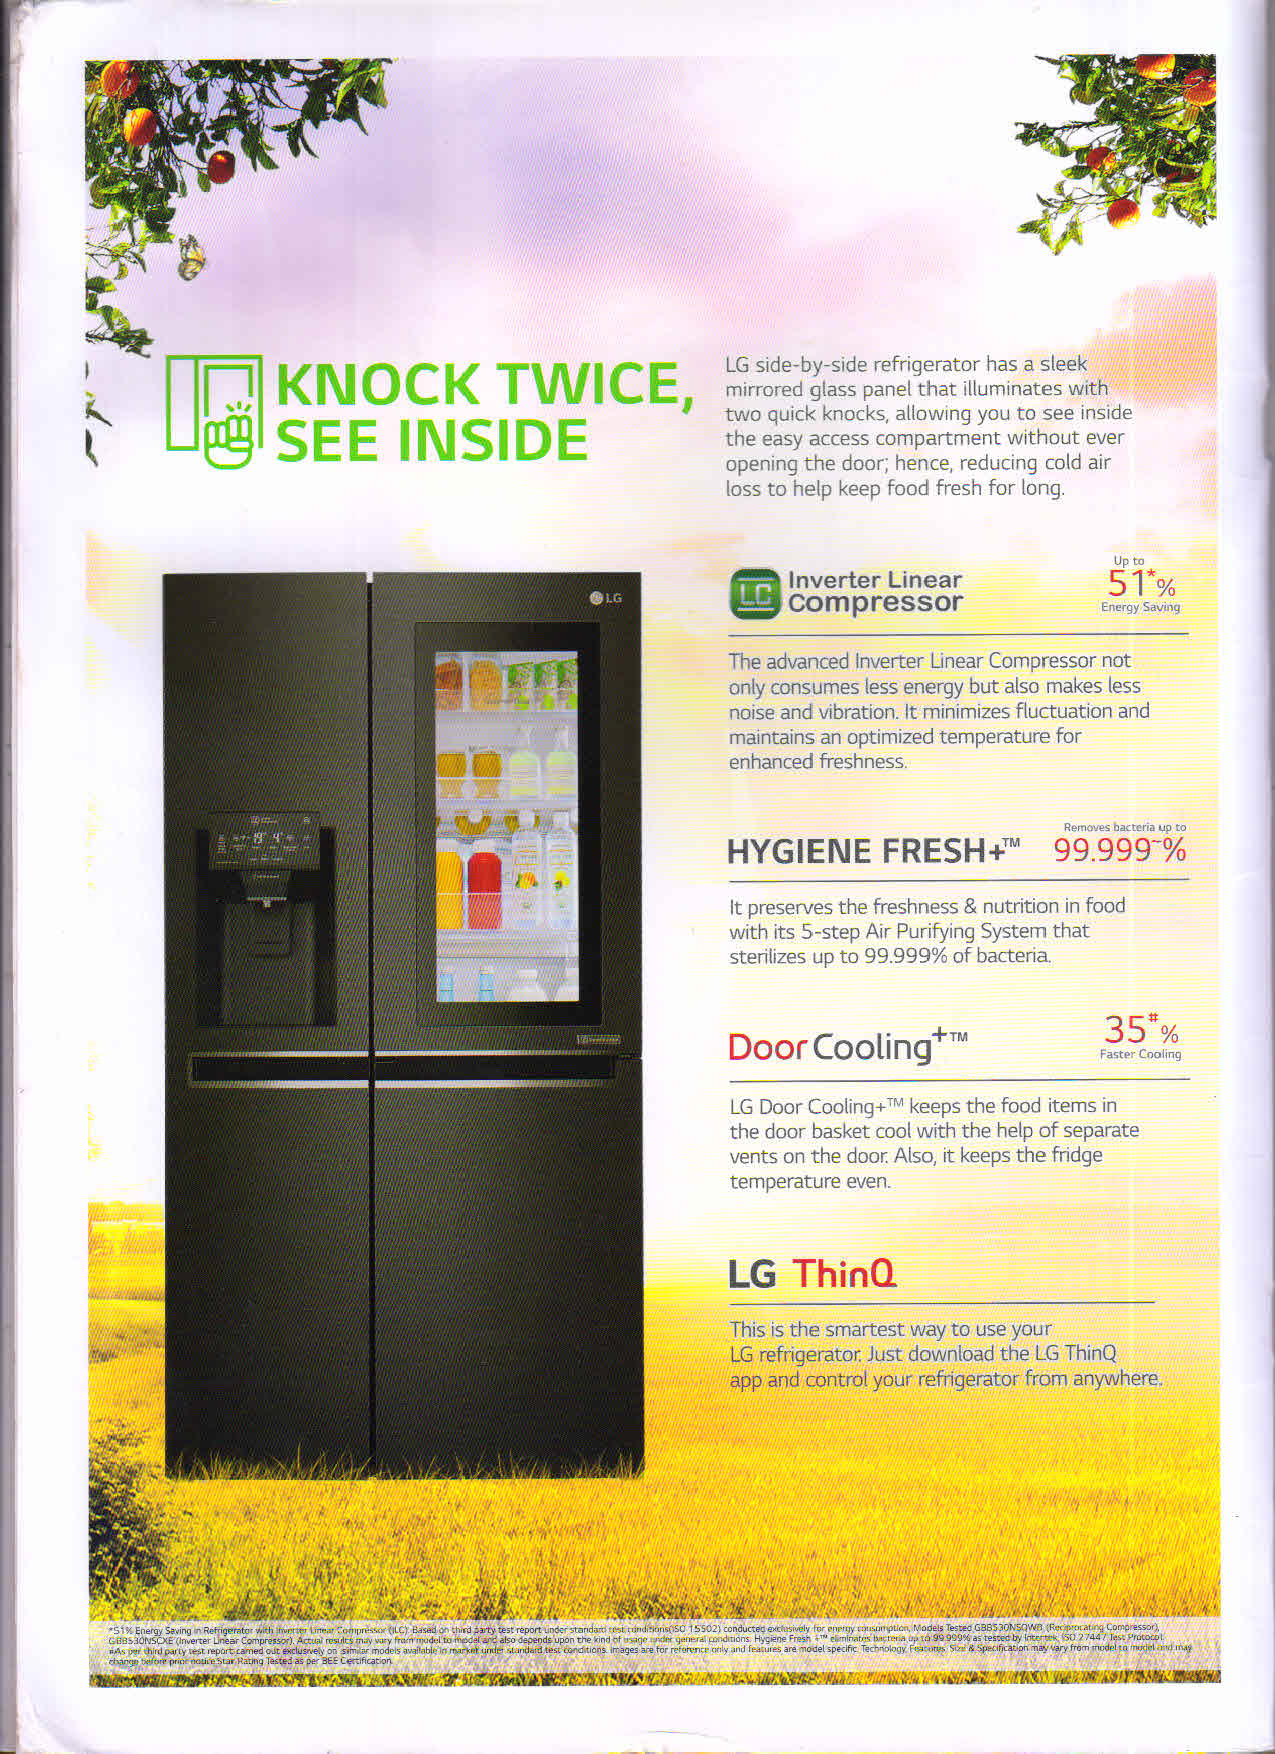 KNOCK TWICE,
SEE INSIDE
LG side-by-side refrigerator has a sleek
mirrored glass panel that illuminates with
two quick knocks, allowing you to see inside
the easy access compartment without ever
opening the door; hence, reducing cold air
loss to help keep food fresh for long.
LG
Inverter Linear
Compressor
Up to
51*%
Energy Saving
The advanced Inverter Linear Compressor not
only consumes less energy but also makes less
noise and vibration. It minimizes fluctuation and
maintains an optimized temperature for
enhanced freshness.
HYGIENE FRESH+™
Removes bacteria up to
99.999~%
It preserves the freshness & nutrition in food
with its 5-step Air Purifying System that
sterilizes up to 99.999% of bacteria.
Door Cooling+™
35#%
Faster Cooling
LG Door Cooling+™ keeps the food items in
the door basket cool with the help of separate
vents on the door. Also, it keeps the fridge
temperature even.
LG ThinQ
This is the smartest way to use your
LG refrigerator. Just download the LG ThinQ
app and control your refrigerator from anywhere.
*51% Energy Saving in Refrigerator with Inverter Linear Compressor (ILC): Based on third party test report under standard test conditions(ISO 15502) conducted exclusively for energy consumption, Models Tested GBB530NSQWB (Reciprocating Compressor),
GBB530NSCXE (Inverter Linear Compressor). Actual results may vary from model to model and also depends upon the kind of usage under general conditions. Hygiene Fresh +™ eliminates bacteria up to 99.999% as tested by Intertek, ISO 27447 Test Protocol.
#As per third party test report carried out exclusively on similar models available in market under standard test conditions. Images are for reference only and features are model specific. Technology, Features, Size & Specification may vary from model to model and may
change before prior notice Star Rating Tested as per BEE Certification.